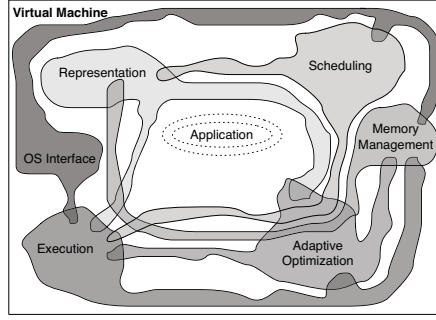 Virtual Machine
Representation
Scheduling
Application
Memory
Management
OS Interface
Execution
Adaptive
Optimization